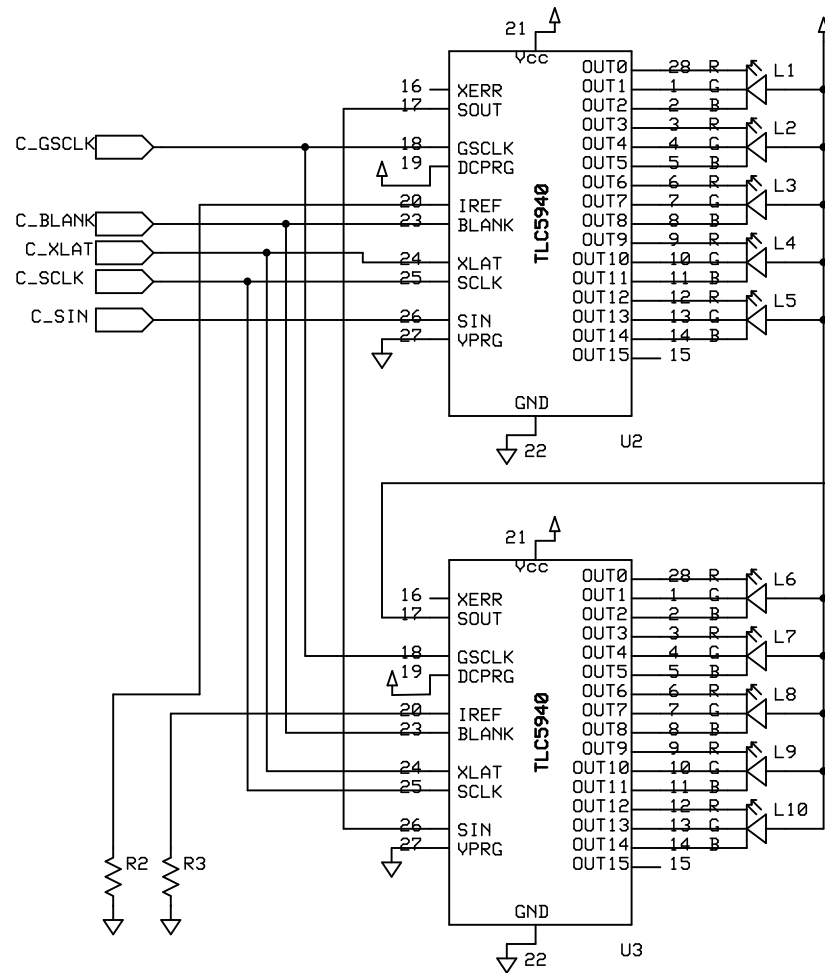 21
Vcc
16 XERR
17 SOUT
C_GSCLK
18 GSCLK
19 DCPRG
20 IREF
C_BLANK
23 BLANK
C_XLAT
24 XLAT
C_SCLK
25 SCLK
C_SIN
26 SIN
27 VPRG
TLC5940
OUT0 28 R L1
OUT1 1 G
OUT2 2 B
OUT3 3 R L2
OUT4 4 G
OUT5 5 B
OUT6 6 R L3
OUT7 7 G
OUT8 8 B
OUT9 9 R L4
OUT10 10 G
OUT11 11 B
OUT12 12 R L5
OUT13 13 G
OUT14 14 B
OUT15 15
GND
22
U2
21
Vcc
16 XERR
17 SOUT
18 GSCLK
19 DCPRG
20 IREF
23 BLANK
24 XLAT
25 SCLK
26 SIN
27 VPRG
TLC5940
OUT0 28 R L6
OUT1 1 G
OUT2 2 B
OUT3 3 R L7
OUT4 4 G
OUT5 5 B
OUT6 6 R L8
OUT7 7 G
OUT8 8 B
OUT9 9 R L9
OUT10 10 G
OUT11 11 B
OUT12 12 R L10
OUT13 13 G
OUT14 14 B
OUT15 15
R2 R3
GND
22
U3